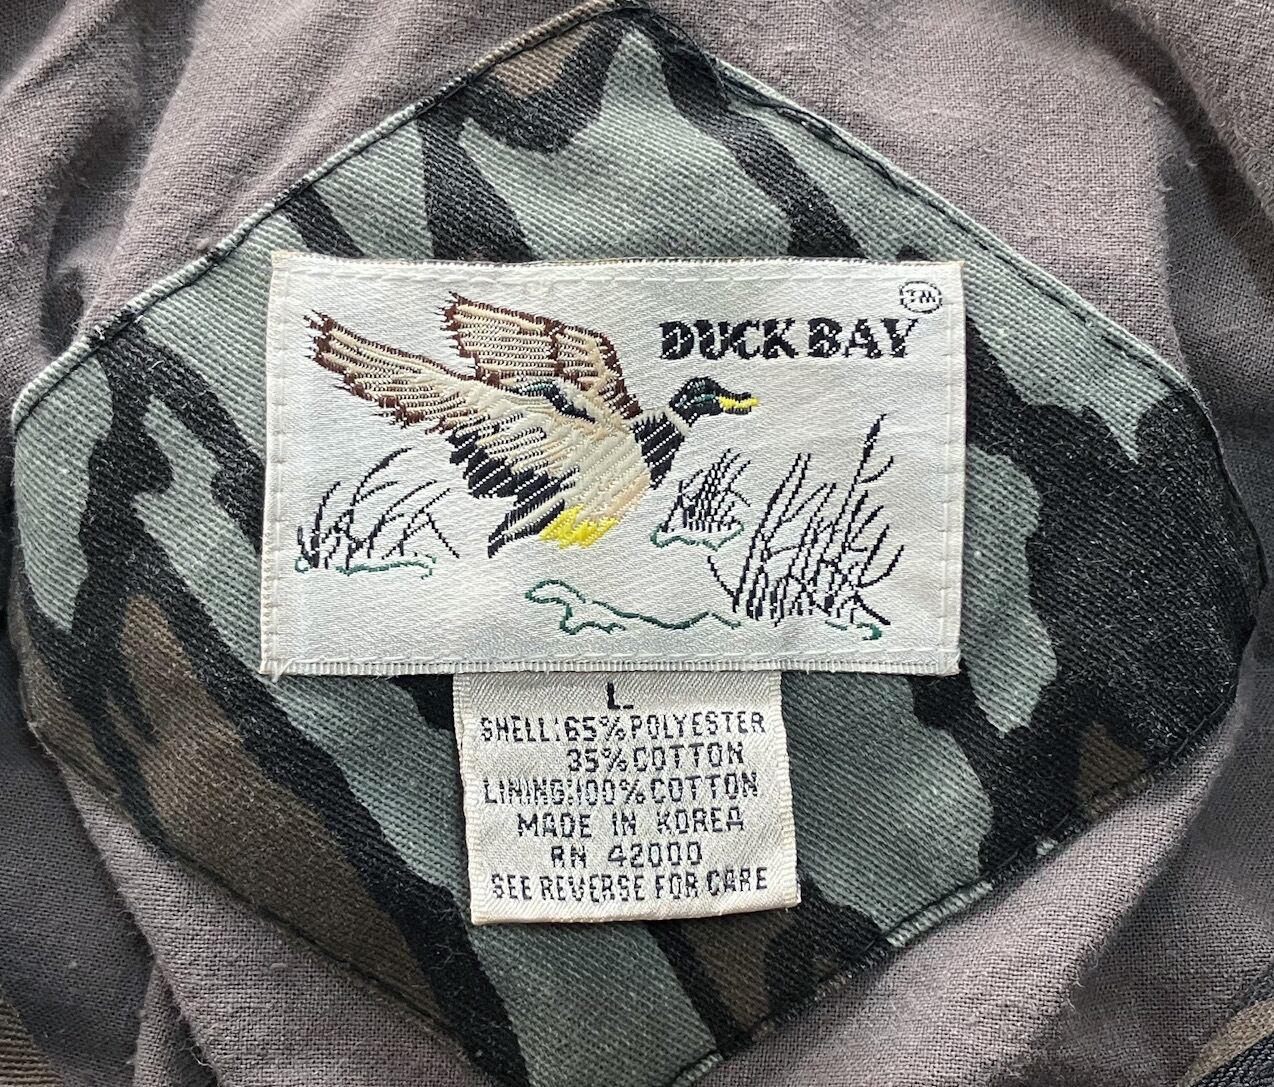 DUCK BAY TM
L
SHELL:65%POLYESTER
35%COTTON
LINING:100%COTTON
MADE IN KOREA
RN 42000
SEE REVERSE FOR CARE